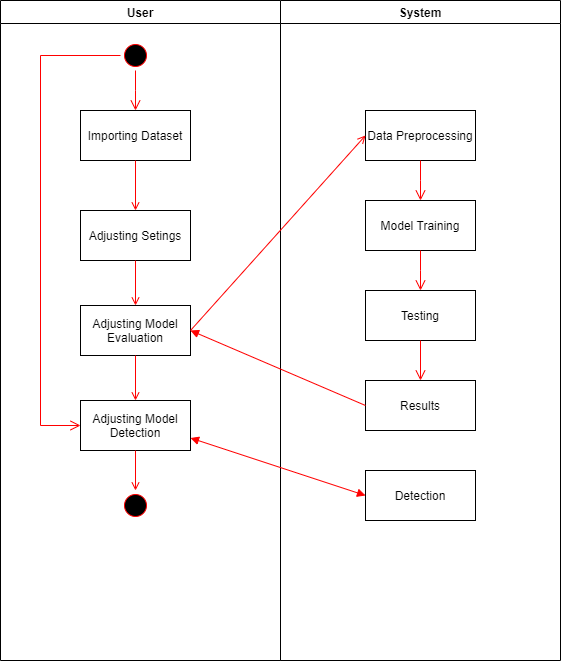 User
System
Importing Dataset
Data Preprocessing
Adjusting Setings
Model Training
Adjusting Model
Evaluation
Testing
Adjusting Model
Detection
Results
Detection